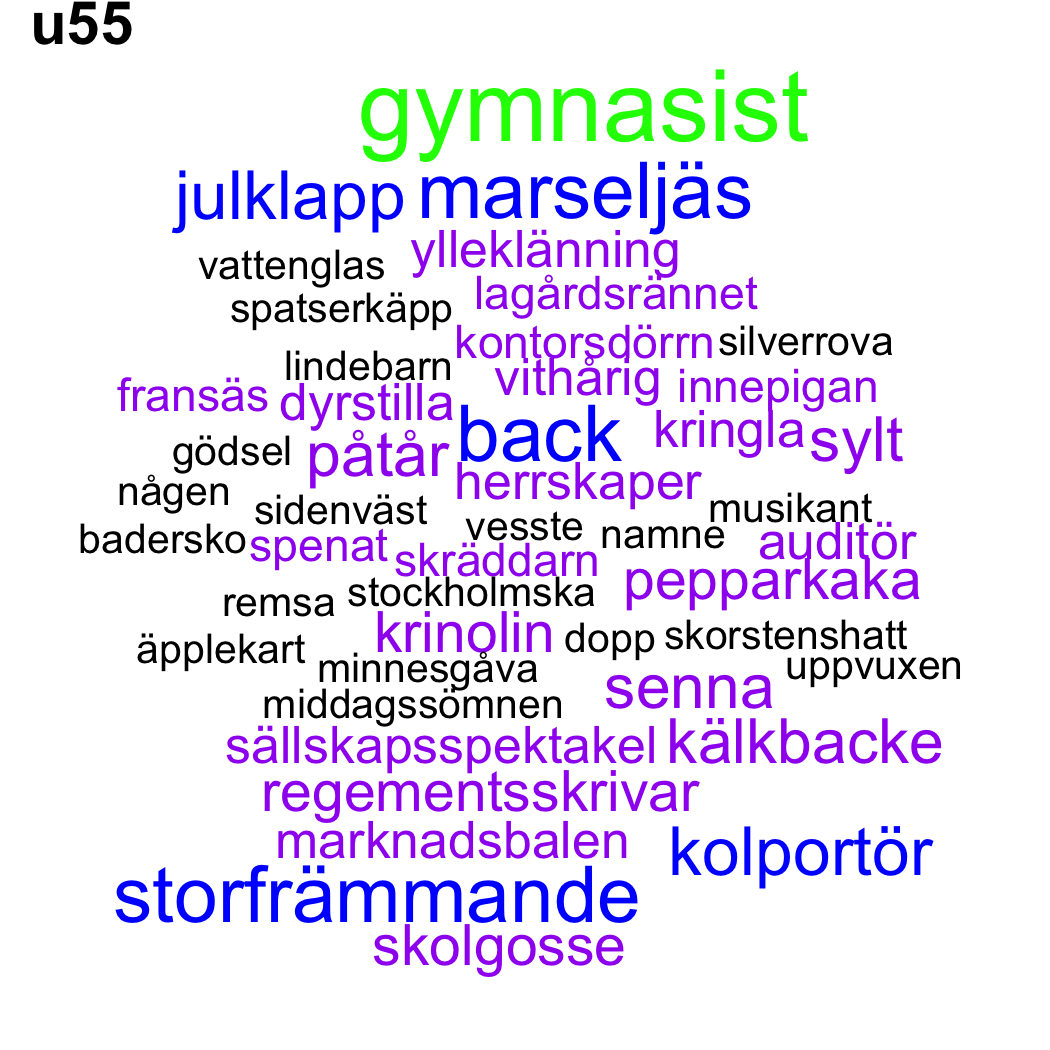 u55
gymnasist
julklapp marseljäs
vattenglas ylleklänning
spatserkäpp lagårdsrännet
kontorsdörrn silverrova
lindebarn vithårig innepigan
fransäs dyrstilla
back kringla sylt
gödsel påtår
någen herrskaper
sidenväst vesste namne musikant
badersko spenat skräddarn auditör
remsa stockholmska pepparkaka
krinolin dopp skorstenshatt
äpplekart minnesgåva uppvuxen
middagssömnen senna
sällskapsspektakel kälkbacke
regementsskrivar
marknadsbalen kolportör
storfrämmande
skolgosse